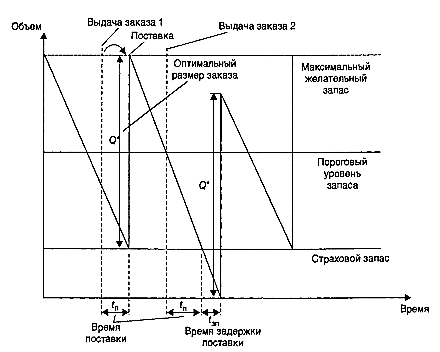 Выдача заказа 1
Выдача заказа 2
Объем
Поставка
Оптимальный
размер заказа
Максимальный
желательный
запас
Q*
Пороговый
уровень
запаса
Q*
Страховой запас
tп
tп
tзп
Время
Время
поставки
Время задержки
поставки